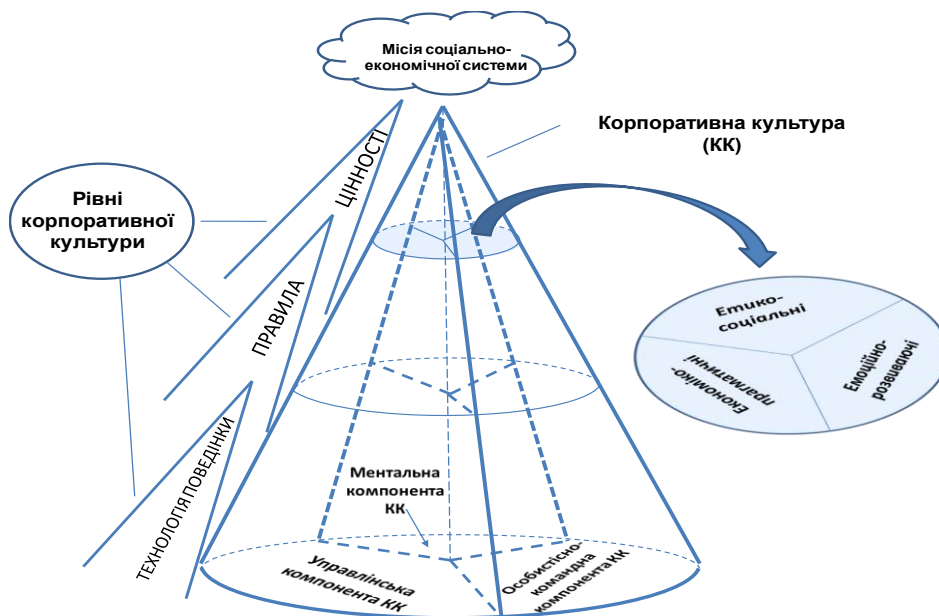 Місія соціально-
економічної системи
Корпоративна культура
(КК)
Рівні
корпоративної
культури
ЦІННОСТІ
ПРАВИЛА
ТЕХНОЛОГІЯ ПОВЕДІНКИ
Етико-
соціальні
Економіко-
прагматичні
Емоційно-
розвиваючі
Ментальна
компонента
КК
Управлінська
компонента КК
Особистісно-
командна
компонента КК